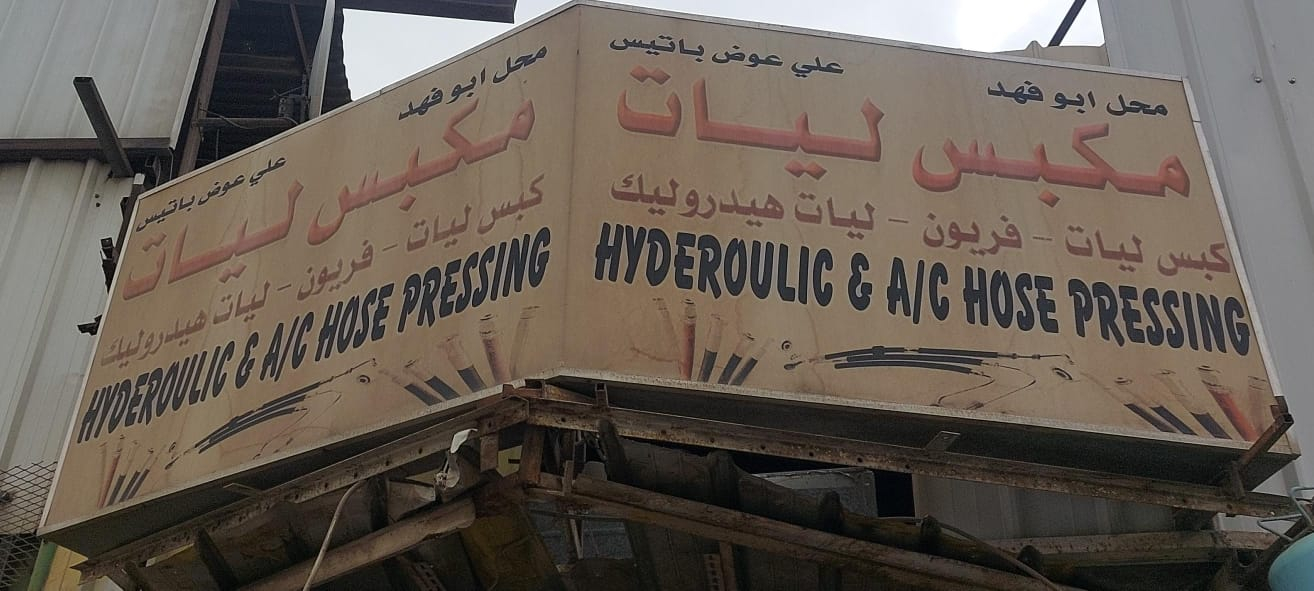 محل ابو فهد علي عوض باتيس
مكبس ليات
كبس ليات - فريون - ليات هيدروليك
HYDEROULIC & A/C HOSE PRESSING
محل ابو فهد علي عوض باتيس
مكبس ليات
كبس ليات - فريون - ليات هيدروليك
HYDEROULIC & A/C HOSE PRESSING